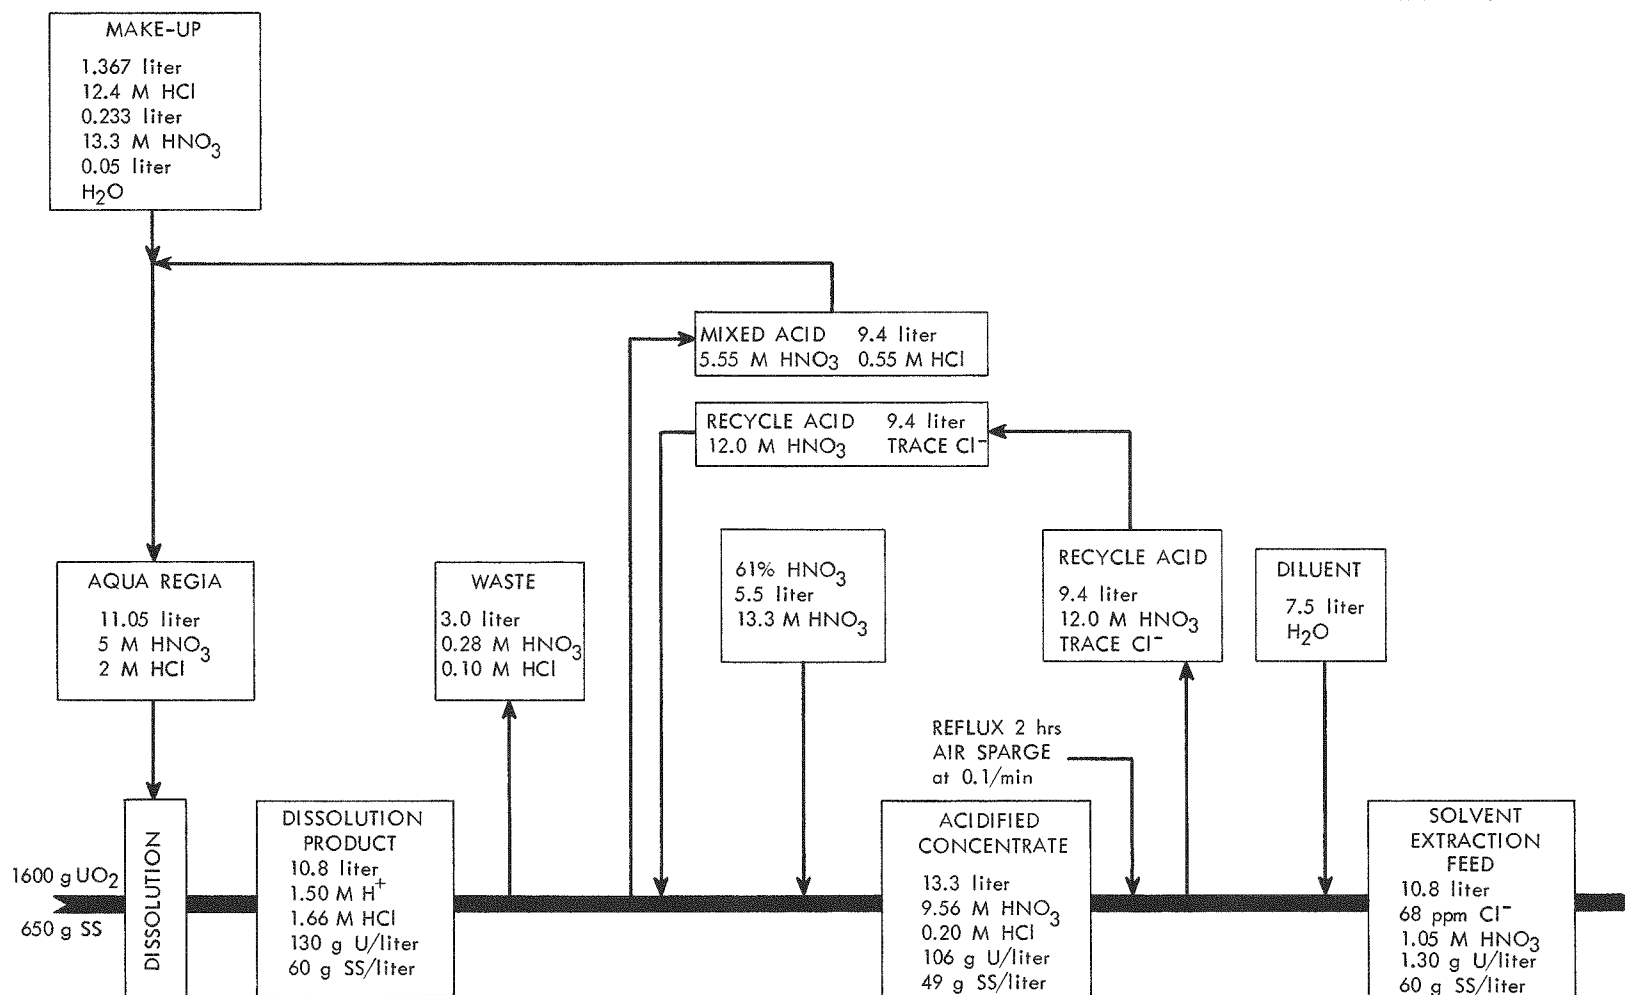 MAKE-UP
1.367 liter
12.4 M HCl
0.233 liter
13.3 M HNO3
0.05 liter
H2O
MIXED ACID 9.4 liter
5.55 M HNO3 0.55 M HCl
RECYCLE ACID 9.4 liter
12.0 M HNO3 TRACE Cl⁻
AQUA REGIA
11.05 liter
5 M HNO3
2 M HCl
WASTE
3.0 liter
0.28 M HNO3
0.10 M HCl
61% HNO3
5.5 liter
13.3 M HNO3
RECYCLE ACID
9.4 liter
12.0 M HNO3
TRACE Cl⁻
DILUENT
7.5 liter
H2O
REFLUX 2 hrs
AIR SPARGE
at 0.1/min
1600 g UO2
650 g SS
DISSOLUTION
DISSOLUTION
PRODUCT
10.8 liter
1.50 M H⁺
1.66 M HCl
130 g U/liter
60 g SS/liter
ACIDIFIED
CONCENTRATE
13.3 liter
9.56 M HNO3
0.20 M HCl
106 g U/liter
49 g SS/liter
SOLVENT
EXTRACTION
FEED
10.8 liter
68 ppm Cl⁻
1.05 M HNO3
1.30 g U/liter
60 g SS/liter